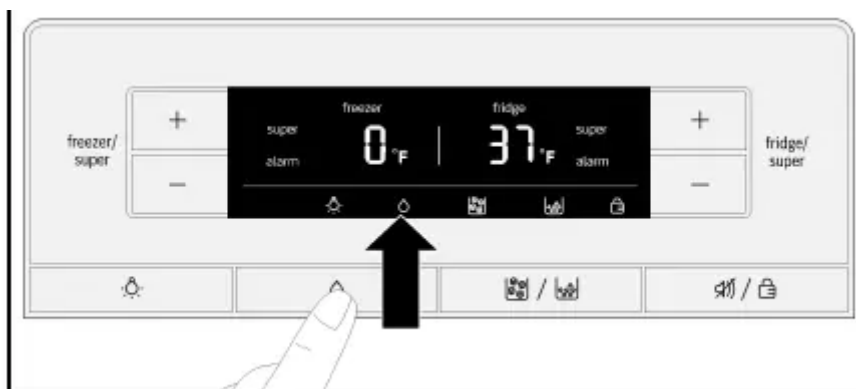 freezer/
super
+
−
freezer
super
0 °F
alarm
fridge
37 °F
super
alarm
+
−
fridge/
super
/
/